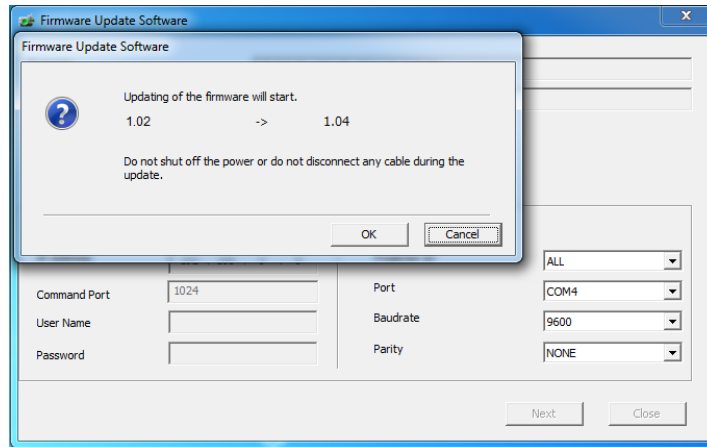 Firmware Update Software
X
Firmware Update Software
Updating of the firmware will start.
1.02 -> 1.04
Do not shut off the power or do not disconnect any cable during the
update.
OK Cancel
ALL
Command Port 1024 Port COM4
User Name Baudrate 9600
Password Parity NONE
Next Close